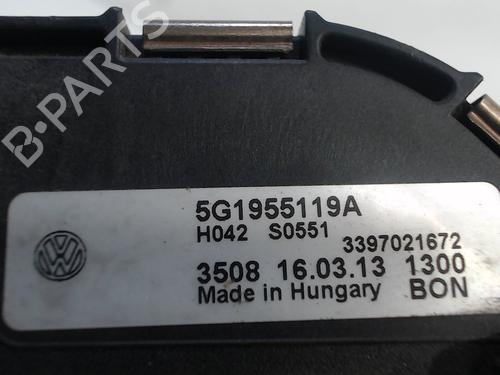 B-PARTS
5G1955119A
H042 S0551
3397021672
3508 16.03.13 1300
Made in Hungary BON